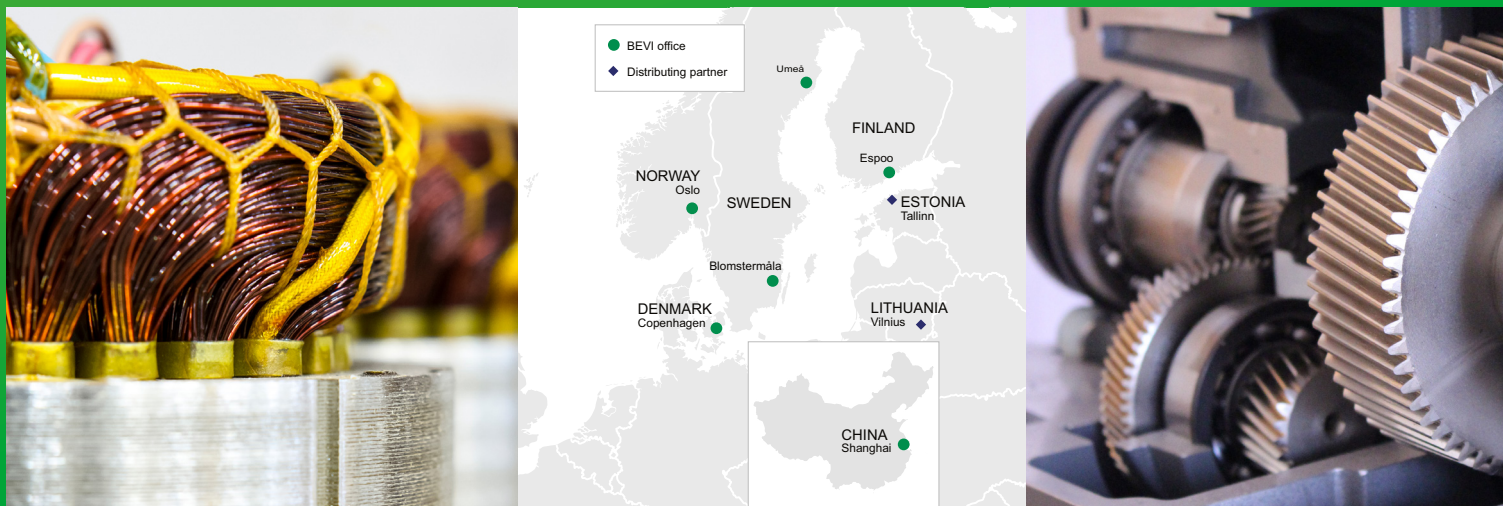 BEVI office
Distributing partner
Umeå
FINLAND
Espoo
NORWAY
Oslo
SWEDEN
ESTONIA
Tallinn
Blomstermåla
DENMARK
Copenhagen
LITHUANIA
Vilnius
CHINA
Shanghai